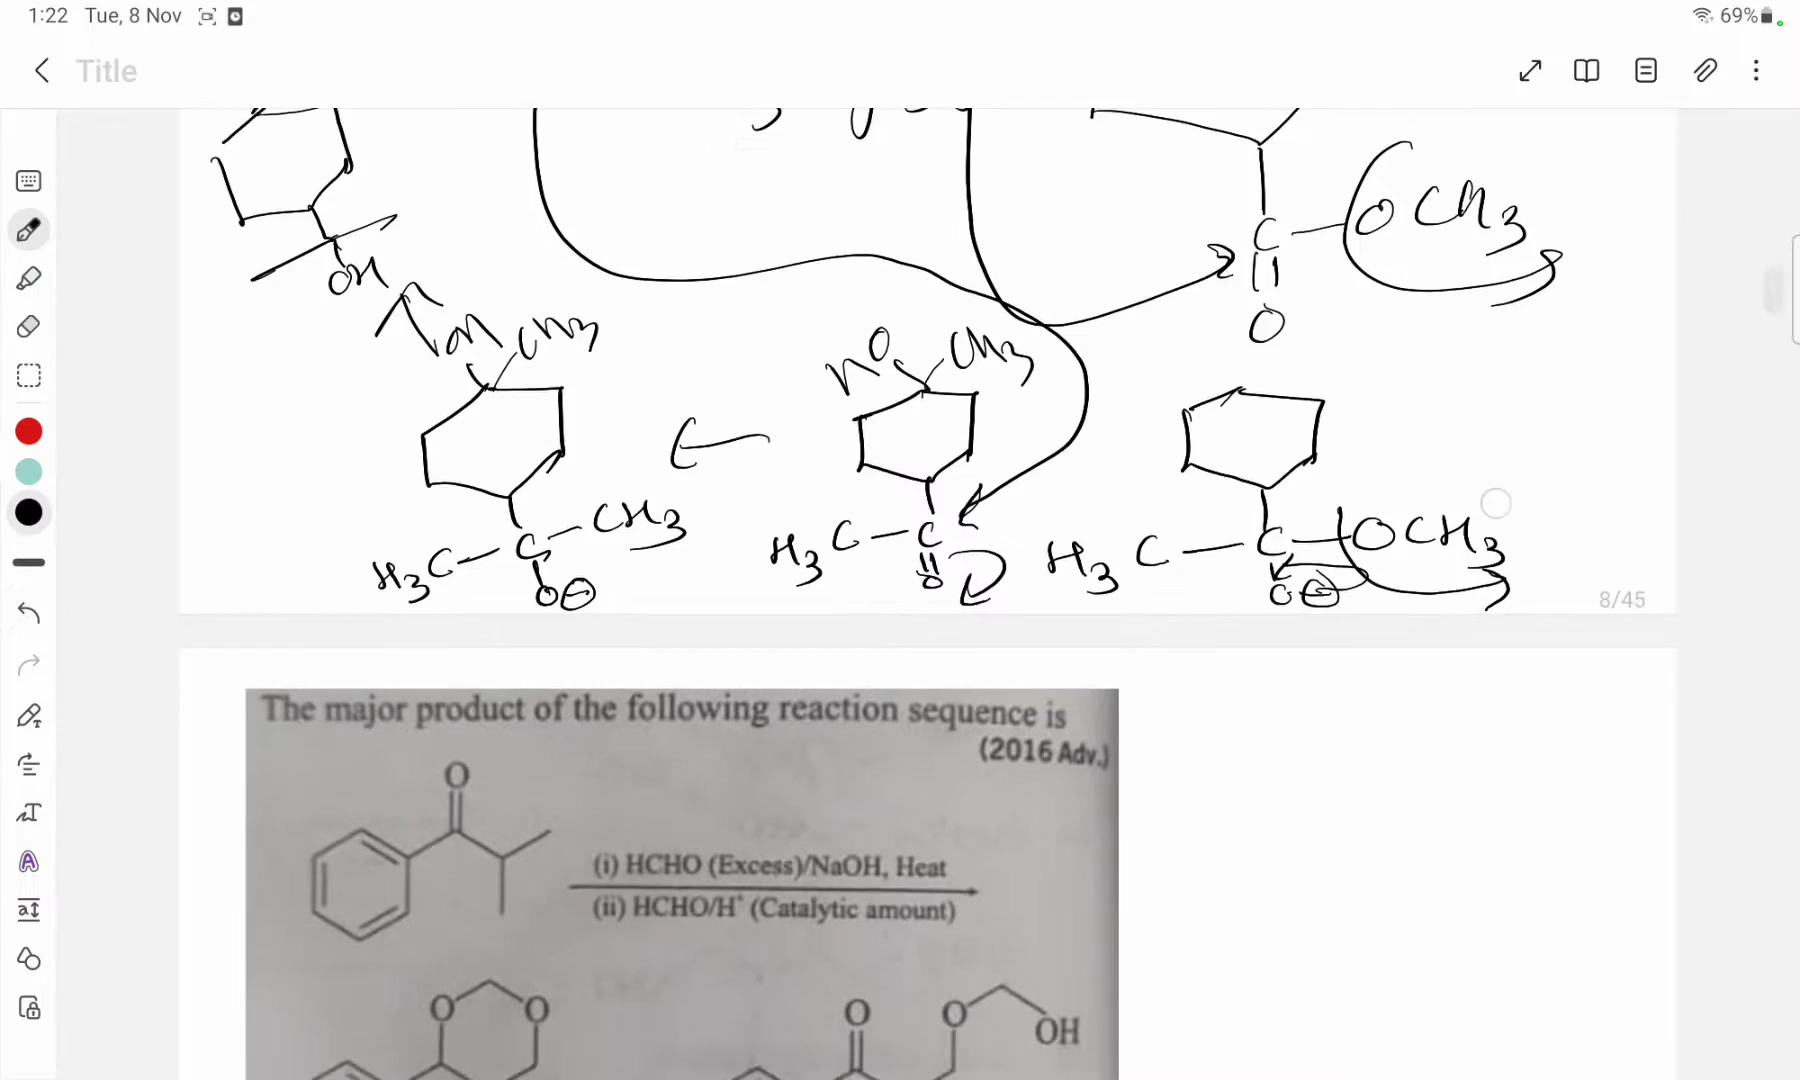 1:22 Tue, 8 Nov
69%
Title
OCH3
C
O
OH
CH3
HO CH3
H3C-C-CH3
O⊖
H3C-C
O
H3C-C-OCH3
O⊖
8/45
The major product of the following reaction sequence is
(2016 Adv.)
O
(i) HCHO (Excess)/NaOH, Heat
(ii) HCHO/H⁺ (Catalytic amount)
O O
O O
OH